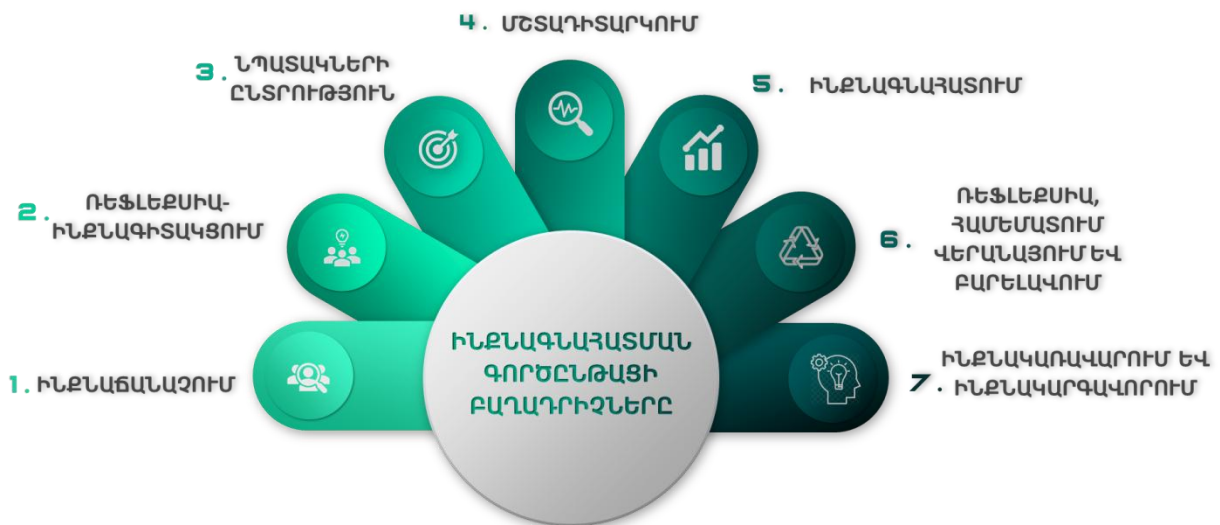 4. ՄՇՏԱԴԻՏԱՐԿՈՒՄ
3. ՆՊԱՏԱԿՆԵՐԻ
ԸՆՏՐՈՒԹՅՈՒՆ
5. ԻՆՔՆԱԳՆԱՀԱՏՈՒՄ
2. ՌԵՖԼԵՔՍԻԱ-
ԻՆՔՆԱԳԻՏԱԿՑՈՒՄ
6. ՌԵՖԼԵՔՍԻԱ,
ՀԱՄԵՄԱՏՈՒՄ
ՎԵՐԱՆԱՅՈՒՄ ԵՎ
ԲԱՐԵԼԱՎՈՒՄ
ԻՆՔՆԱԳՆԱՀԱՏՄԱՆ
ԳՈՐԾԸՆԹԱՑԻ
ԲԱՂԱԴՐԻՉՆԵՐԸ
1. ԻՆՔՆԱՃԱՆԱՉՈՒՄ
7. ԻՆՔՆԱԿԱՌԱՎԱՐՈՒՄ ԵՎ
ԻՆՔՆԱԿԱՐԳԱՎՈՐՈՒՄ